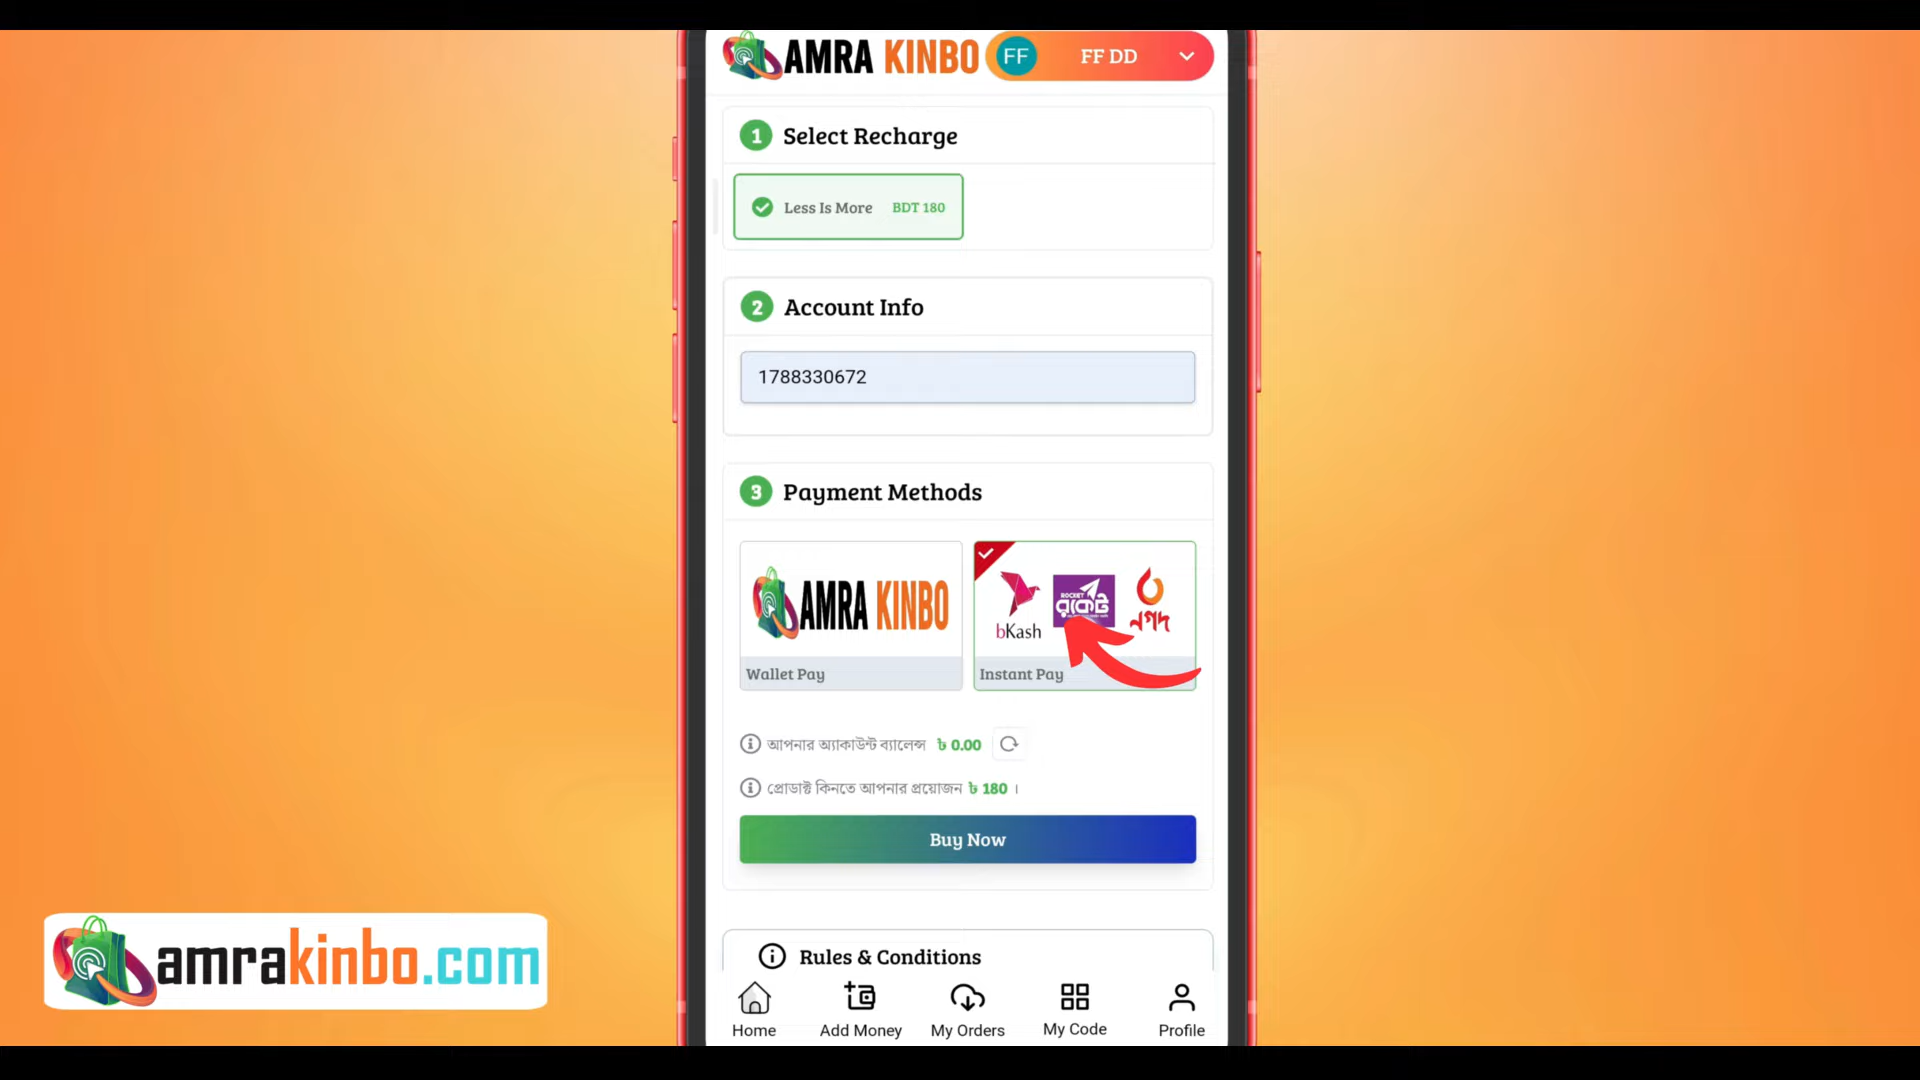 AMRA KINBO
FF
FF DD
1 Select Recharge
Less Is More BDT 180
2 Account Info
1788330672
3 Payment Methods
AMRA KINBO
Wallet Pay
bKash
ROCKET
রকেট
নগদ
Instant Pay
আপনার অ্যাকাউন্ট ব্যালেন্স ৳ 0.00
প্রোডাক্ট কিনতে আপনার প্রয়োজন ৳ 180 ।
Buy Now
Rules & Conditions
Home
Add Money
My Orders
My Code
Profile
amrakinbo.com